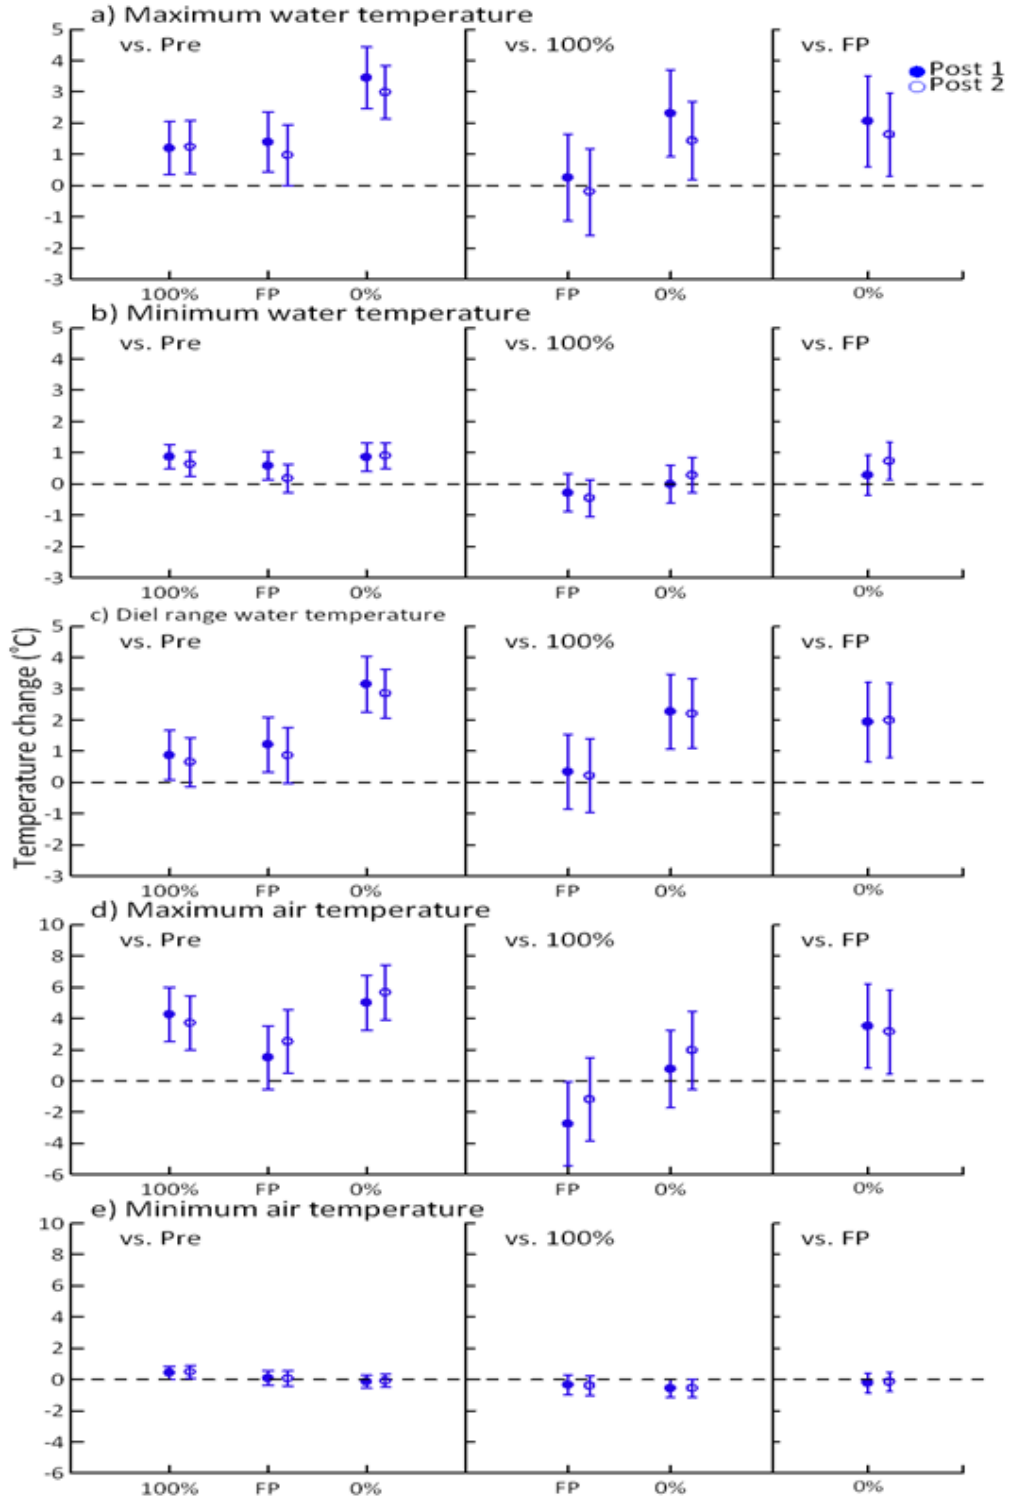 a) Maximum water temperature
vs. Pre
vs. 100%
vs. FP
Post 1
Post 2
5
4
3
2
1
0
-1
-2
-3
100%
FP
0%
FP
0%
0%
b) Minimum water temperature
vs. Pre
vs. 100%
vs. FP
5
4
3
2
1
0
-1
-2
-3
100%
FP
0%
FP
0%
0%
c) Diel range water temperature
vs. Pre
vs. 100%
vs. FP
Temperature change (°C)
5
4
3
2
1
0
-1
-2
-3
100%
FP
0%
FP
0%
0%
d) Maximum air temperature
vs. Pre
vs. 100%
vs. FP
10
8
6
4
2
0
-2
-4
-6
100%
FP
0%
FP
0%
0%
e) Minimum air temperature
vs. Pre
vs. 100%
vs. FP
10
8
6
4
2
0
-2
-4
-6
100%
FP
0%
FP
0%
0%